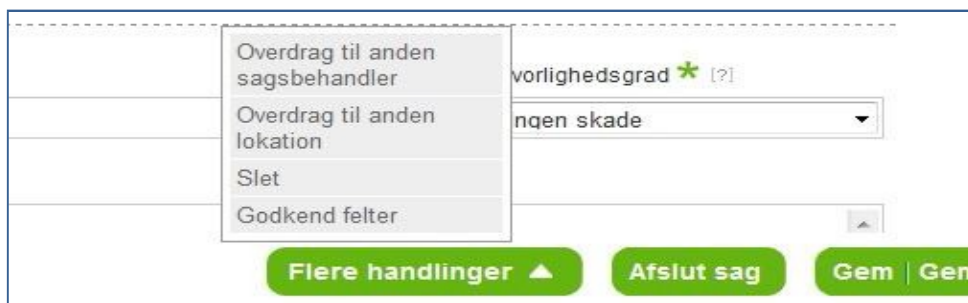 Overdrag til anden
sagsbehandler
vorlighedsgrad * [?]
Overdrag til anden
lokation
ngen skade
Slet
Godkend felter
Flere handlinger ▲
Afslut sag
Gem | Gem